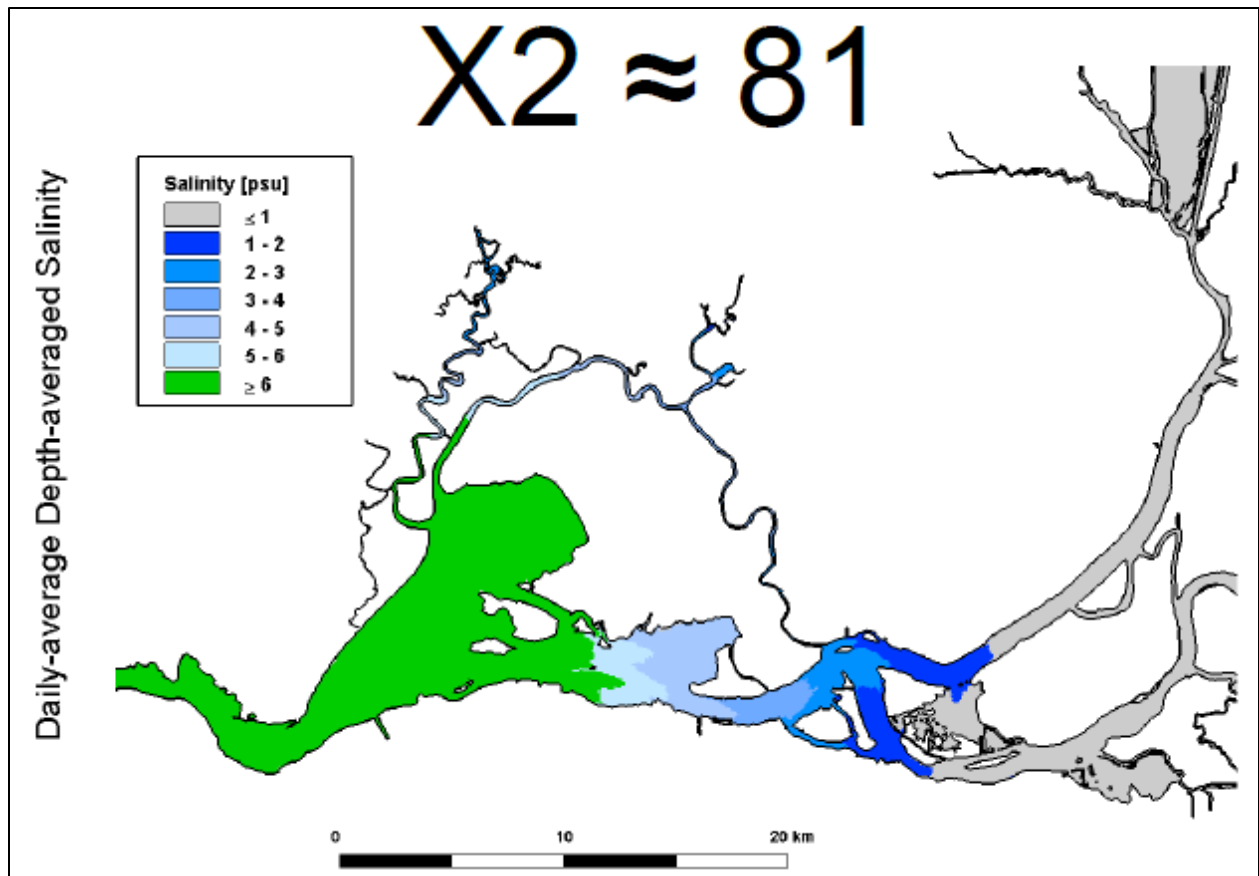 X2 ≈ 81
Daily-average Depth-averaged Salinity
Salinity [psu]
≤ 1
1 - 2
2 - 3
3 - 4
4 - 5
5 - 6
≥ 6
0 10 20 km